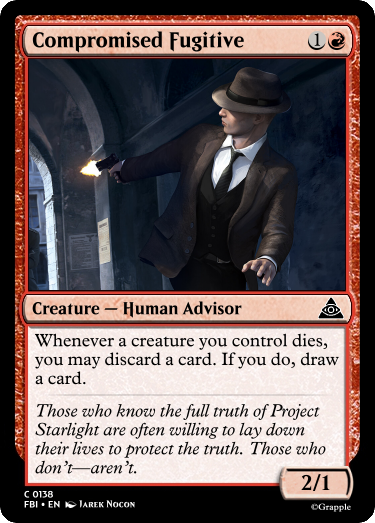 Compromised Fugitive 1
Creature — Human Advisor
Whenever a creature you control dies,
you may discard a card. If you do, draw
a card.
Those who know the full truth of Project
Starlight are often willing to lay down
their lives to protect the truth. Those who
don't—aren't.
2/1
C 0138
FBI • EN Jarek Nocon
©Grapple